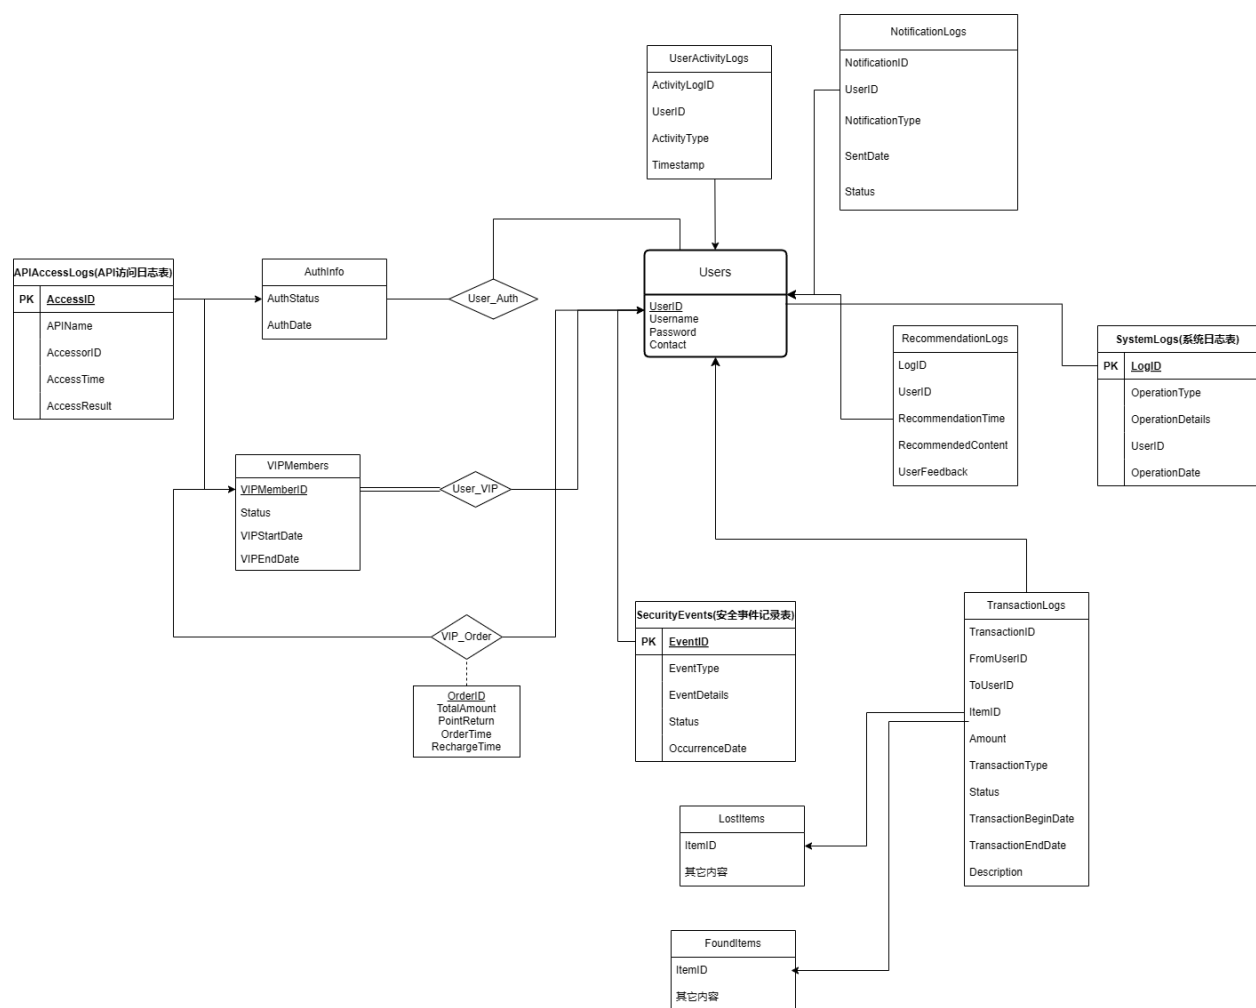 NotificationLogs
NotificationID
UserID
NotificationType
SentDate
Status
UserActivityLogs
ActivityLogID
UserID
ActivityType
Timestamp
APIAccessLogs(API访问日志表)
PK AccessID
APIName
AccessorID
AccessTime
AccessResult
AuthInfo
AuthStatus
AuthDate
User_Auth
Users
UserID
Username
Password
Contact
RecommendationLogs
LogID
UserID
RecommendationTime
RecommendedContent
UserFeedback
SystemLogs(系统日志表)
PK LogID
OperationType
OperationDetails
UserID
OperationDate
VIPMembers
VIPMemberID
Status
VIPStartDate
VIPEndDate
User_VIP
VIP_Order
OrderID
TotalAmount
PointReturn
OrderTime
RechargeTime
SecurityEvents(安全事件记录表)
PK EventID
EventType
EventDetails
Status
OccurrenceDate
TransactionLogs
TransactionID
FromUserID
ToUserID
ItemID
Amount
TransactionType
Status
TransactionBeginDate
TransactionEndDate
Description
LostItems
ItemID
其它内容
FoundItems
ItemID
其它内容